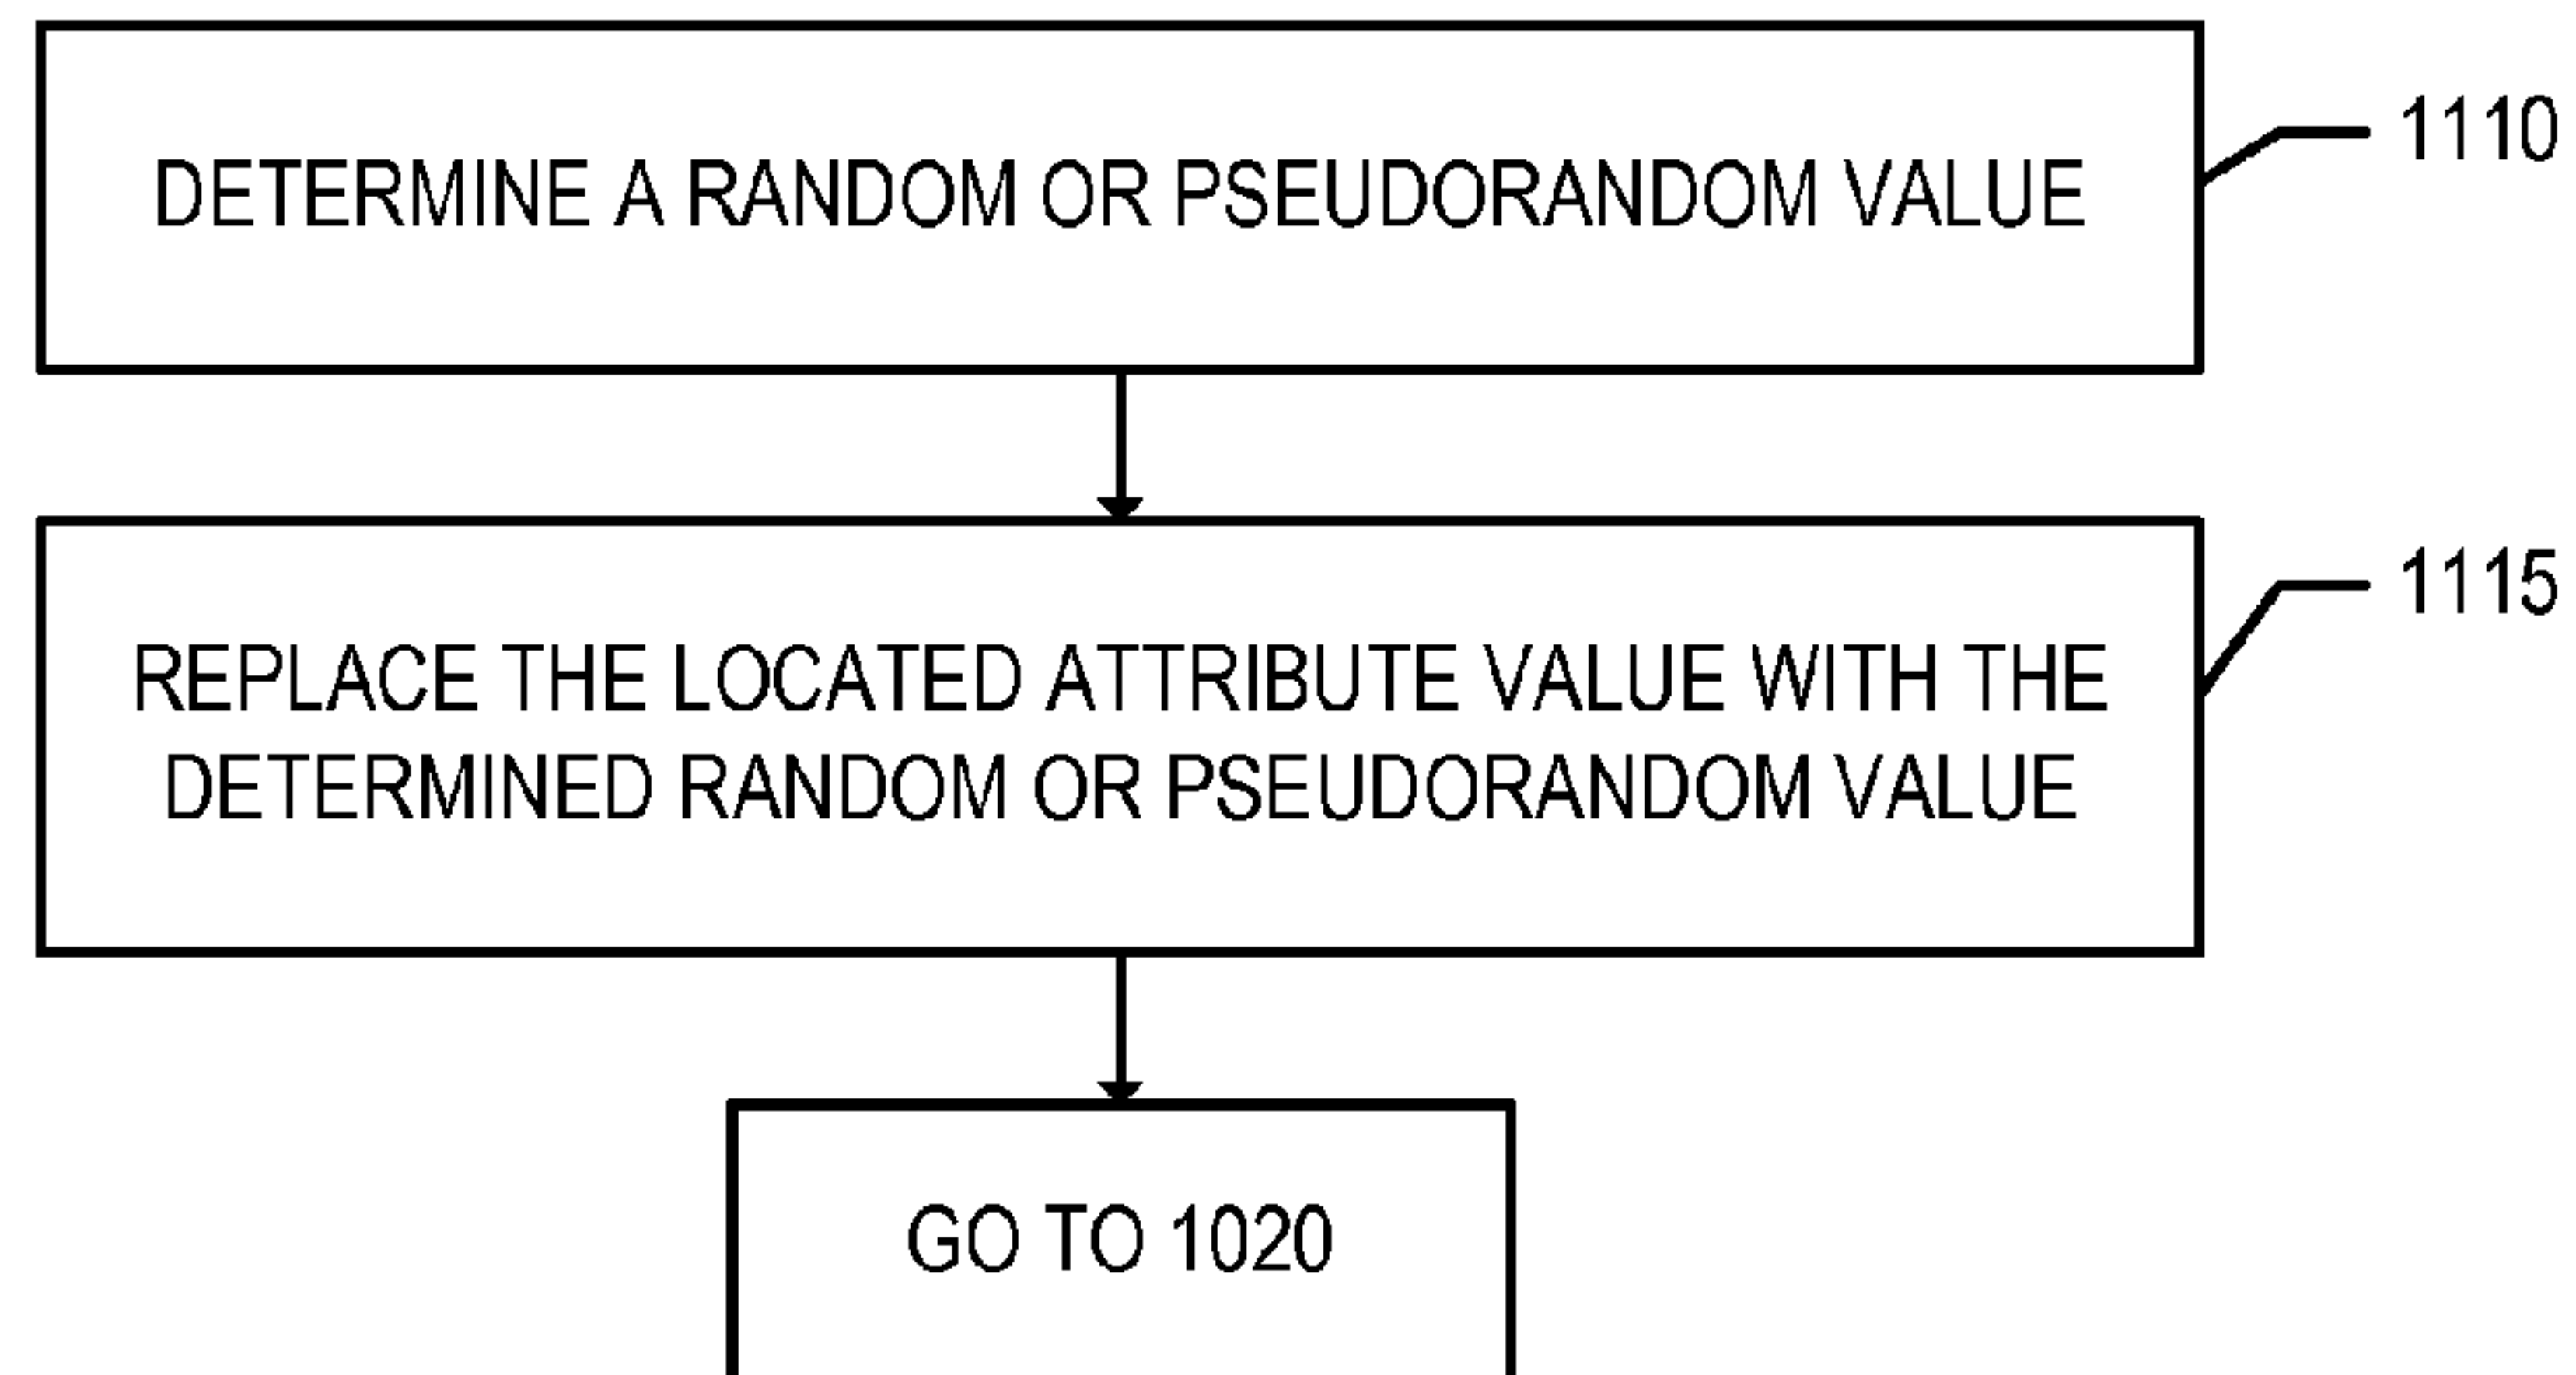 DETERMINE A RANDOM OR PSEUDORANDOM VALUE
1110
REPLACE THE LOCATED ATTRIBUTE VALUE WITH THE
DETERMINED RANDOM OR PSEUDORANDOM VALUE
1115
GO TO 1020